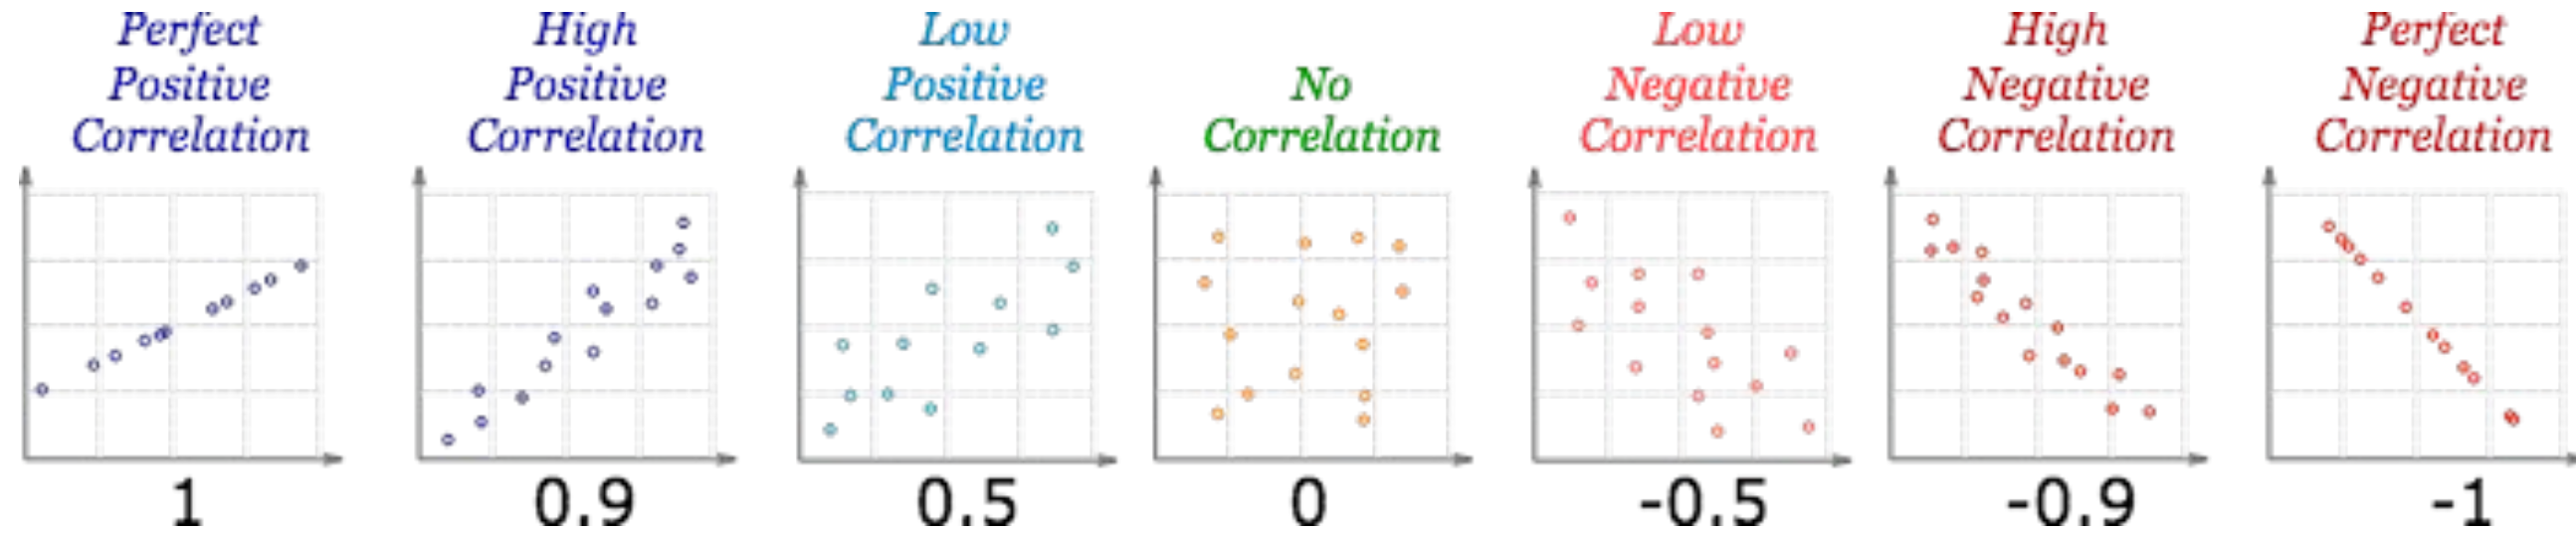 Perfect
Positive
Correlation
High
Positive
Correlation
Low
Positive
Correlation
No
Correlation
Low
Negative
Correlation
High
Negative
Correlation
Perfect
Negative
Correlation
1
0.9
0.5
0
-0.5
-0.9
-1